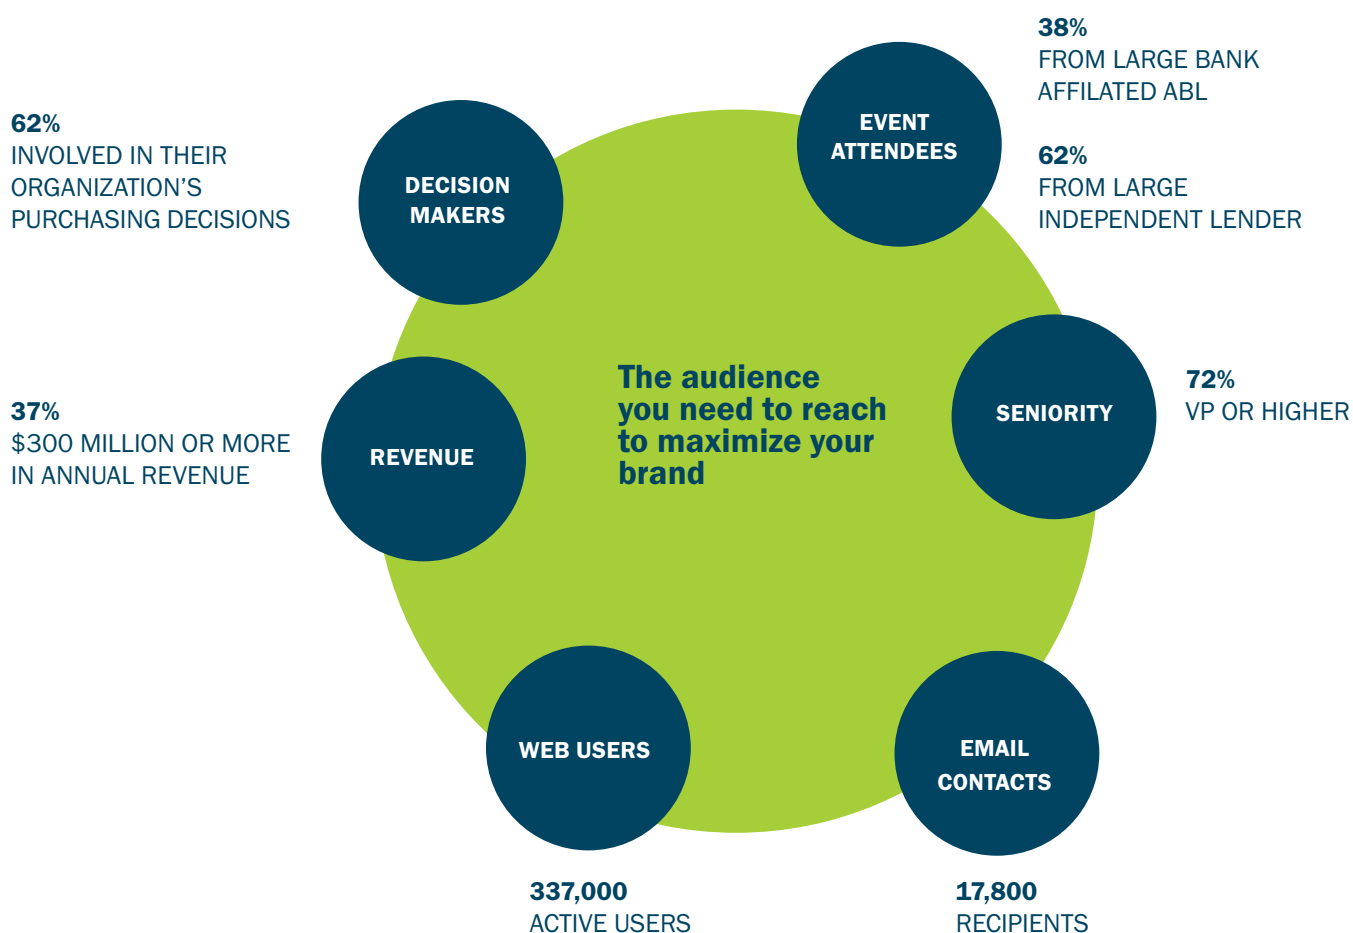 38%
FROM LARGE BANK
AFFILATED ABL
62%
FROM LARGE
INDEPENDENT LENDER
EVENT
ATTENDEES
62%
INVOLVED IN THEIR
ORGANIZATION’S
PURCHASING DECISIONS
DECISION
MAKERS
The audience
you need to reach
to maximize your
brand
SENIORITY
72%
VP OR HIGHER
37%
$300 MILLION OR MORE
IN ANNUAL REVENUE
REVENUE
WEB USERS
337,000
ACTIVE USERS
EMAIL
CONTACTS
17,800
RECIPIENTS